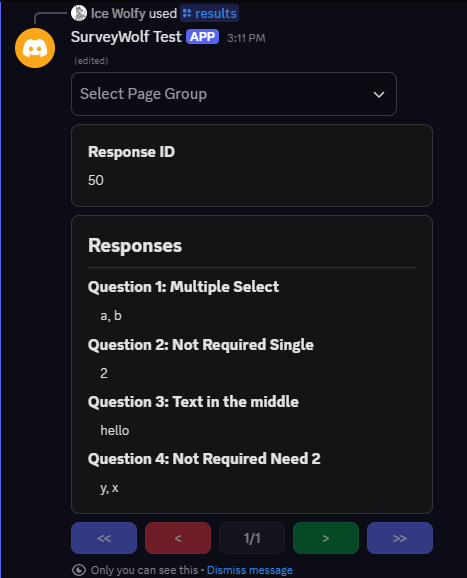 Ice Wolfy used results
SurveyWolf Test APP 3:11 PM
(edited)
Select Page Group
Response ID
50
Responses
Question 1: Multiple Select
a, b
Question 2: Not Required Single
2
Question 3: Text in the middle
hello
Question 4: Not Required Need 2
y, x
<< < 1/1 > >>
Only you can see this • Dismiss message